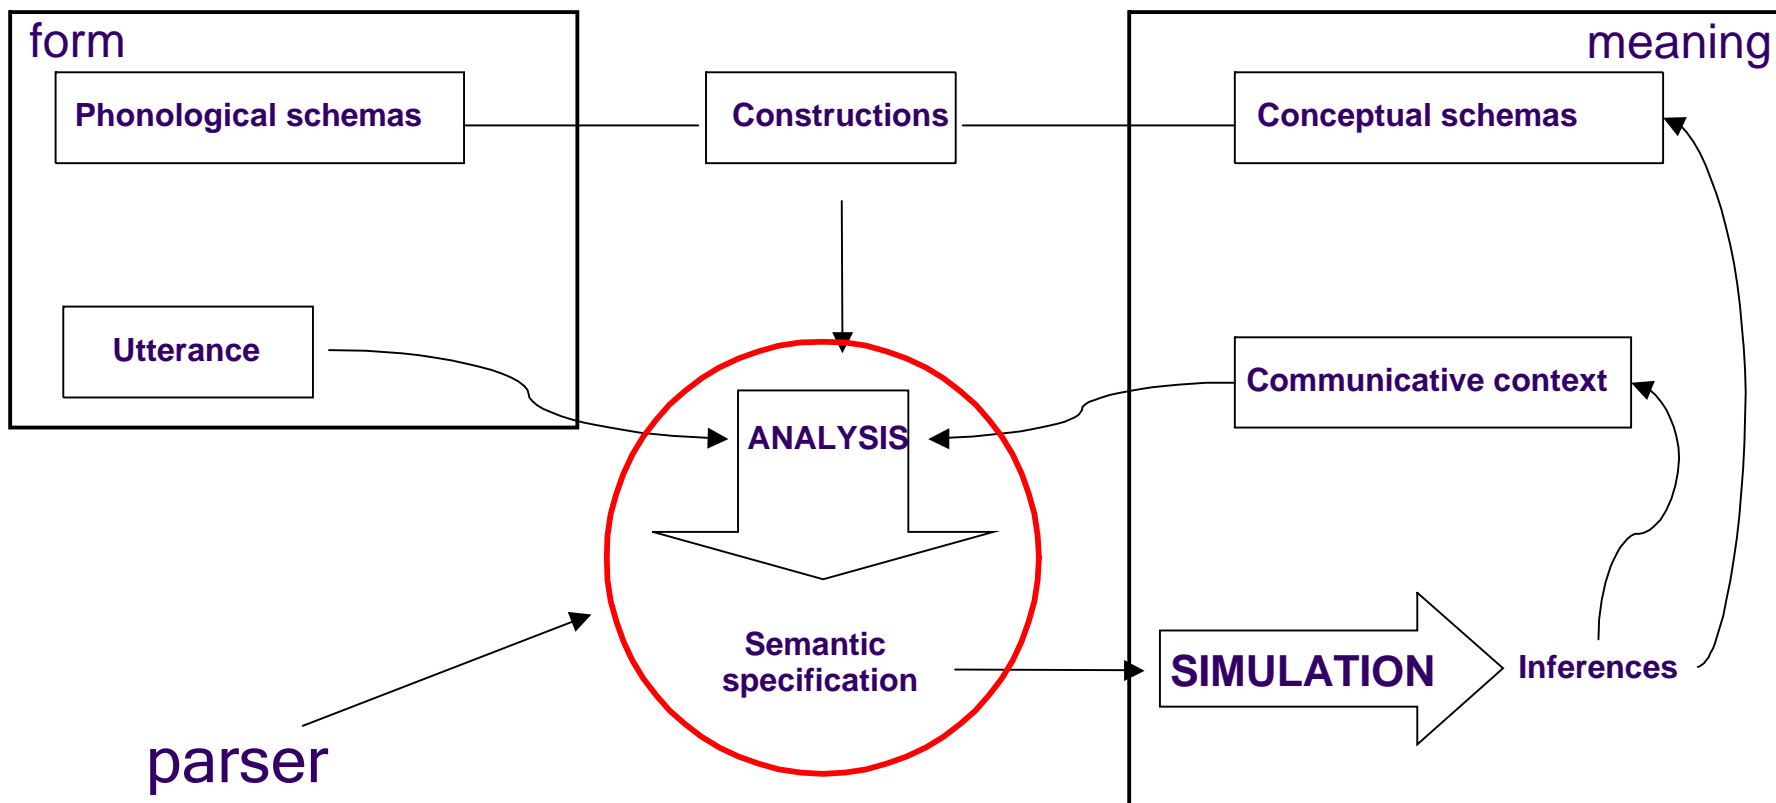 form
meaning
Phonological schemas
Constructions
Conceptual schemas
Utterance
Communicative context
ANALYSIS
Semantic
specification
SIMULATION
Inferences
parser